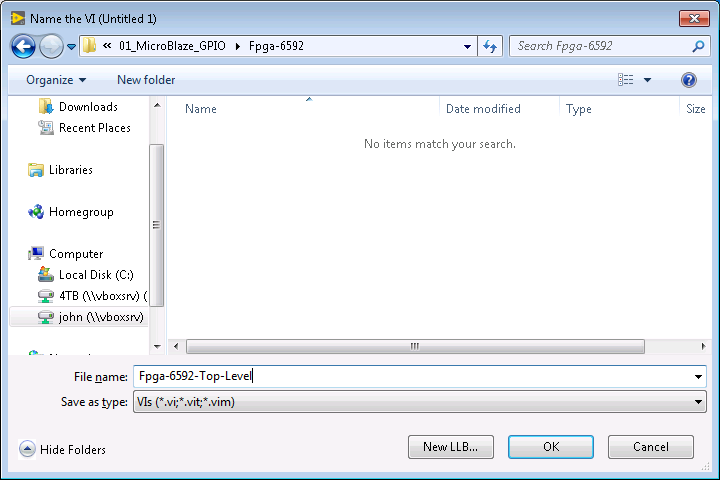 Name the VI (Untitled 1)
« 01_MicroBlaze_GPIO Fpga-6592
Search Fpga-6592
Organize New folder
Downloads
Recent Places
Libraries
Homegroup
Computer
Local Disk (C:)
4TB (\\vboxsrv) (
john (\\vboxsrv)
Name Date modified Type Size
No items match your search.
File name: Fpga-6592-Top-Level
Save as type: VIs (*.vi;*.vit;*.vim)
Hide Folders New LLB... OK Cancel